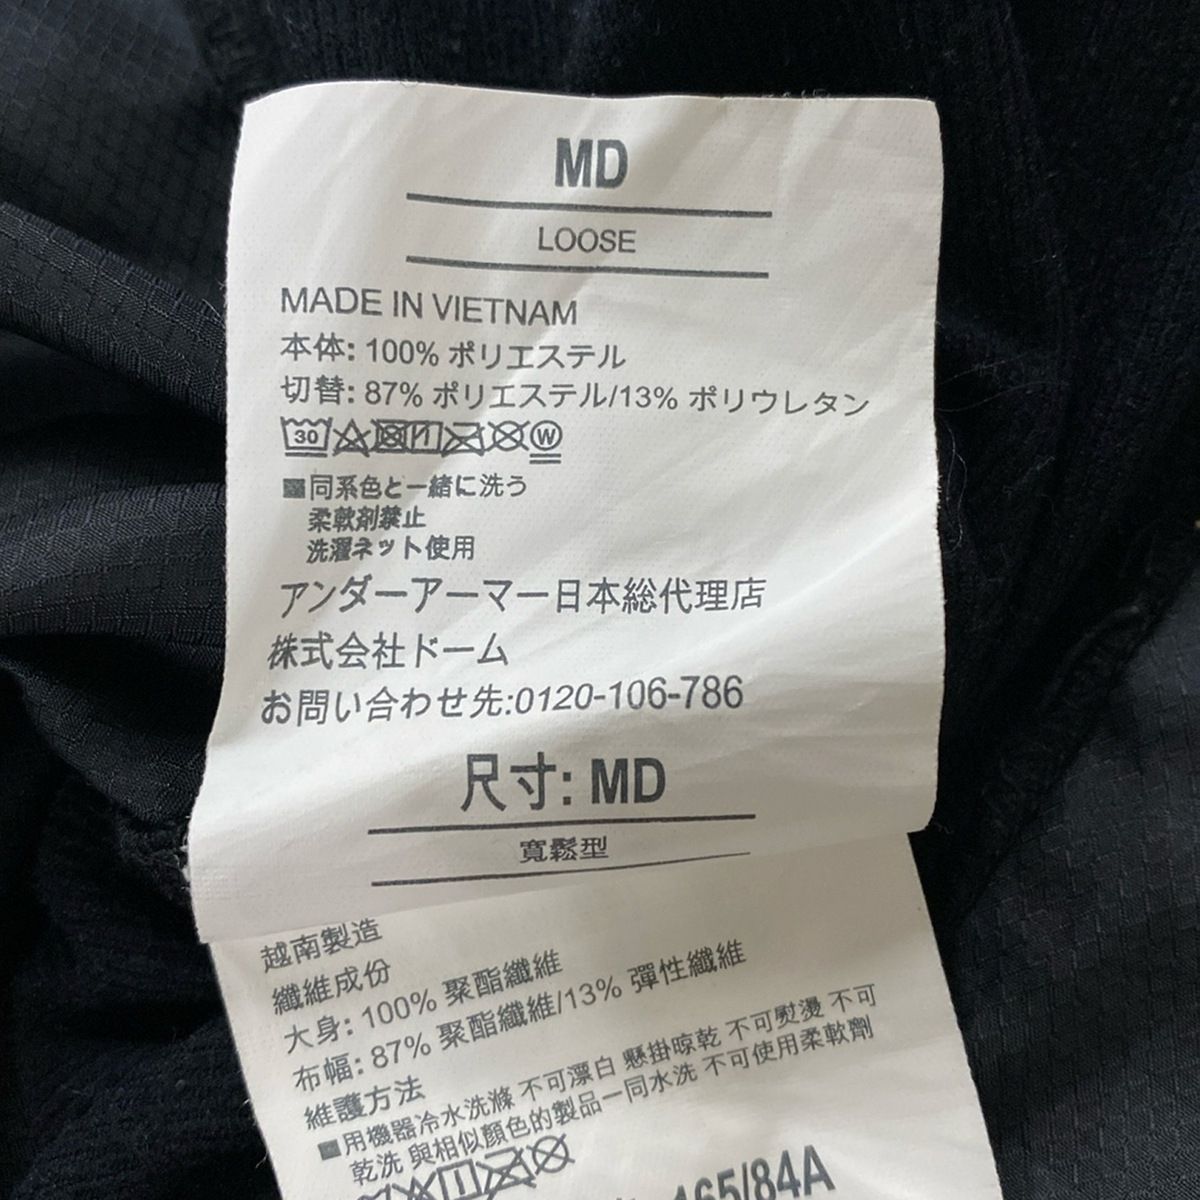 MD
LOOSE
MADE IN VIETNAM
本体: 100% ポリエステル
切替: 87% ポリエステル/13% ポリウレタン
30 W
■同系色と一緒に洗う
柔軟剤禁止
洗濯ネット使用
アンダーアーマー日本総代理店
株式会社ドーム
お問い合わせ先:0120-106-786
尺寸: MD
寬鬆型
越南製造
纖維成份
大身: 100% 聚酯纖維
布幅: 87% 聚酯纖維/13% 彈性纖維
維護方法
■用機器冷水洗滌 不可漂白 懸掛晾乾 不可熨燙 不可
乾洗 與相似顏色的製品一同水洗 不可使用柔軟劑
165/84A